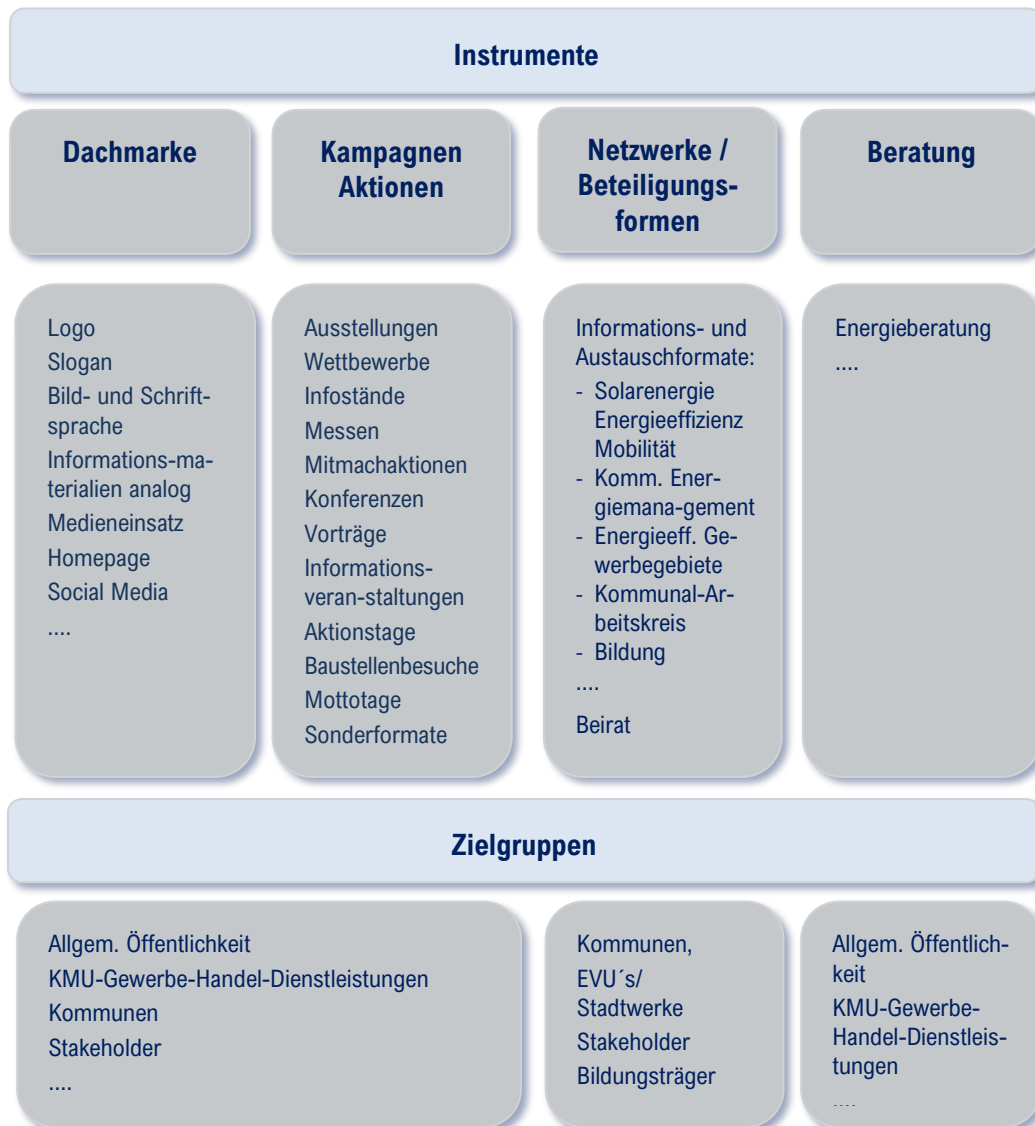 Instrumente
Dachmarke
Kampagnen
Aktionen
Netzwerke /
Beteiligungs-
formen
Beratung
Logo
Slogan
Bild- und Schrift-
sprache
Informations-ma-
terialien analog
Medieneinsatz
Homepage
Social Media
....
Ausstellungen
Wettbewerbe
Infostände
Messen
Mitmachaktionen
Konferenzen
Vorträge
Informations-
veran-staltungen
Aktionstage
Baustellenbesuche
Mottotage
Sonderformate
Informations- und
Austauschformate:
- Solarenergie
Energieeffizienz
Mobilität
- Komm. Ener-
giemana-gement
- Energieeff. Ge-
werbegebiete
- Kommunal-Ar-
beitskreis
- Bildung
....
Beirat
Energieberatung
....
Zielgruppen
Allgem. Öffentlichkeit
KMU-Gewerbe-Handel-Dienstleistungen
Kommunen
Stakeholder
....
Kommunen,
EVU´s/
Stadtwerke
Stakeholder
Bildungsträger
Allgem. Öffentlich-
keit
KMU-Gewerbe-
Handel-Dienstleis-
tungen
....